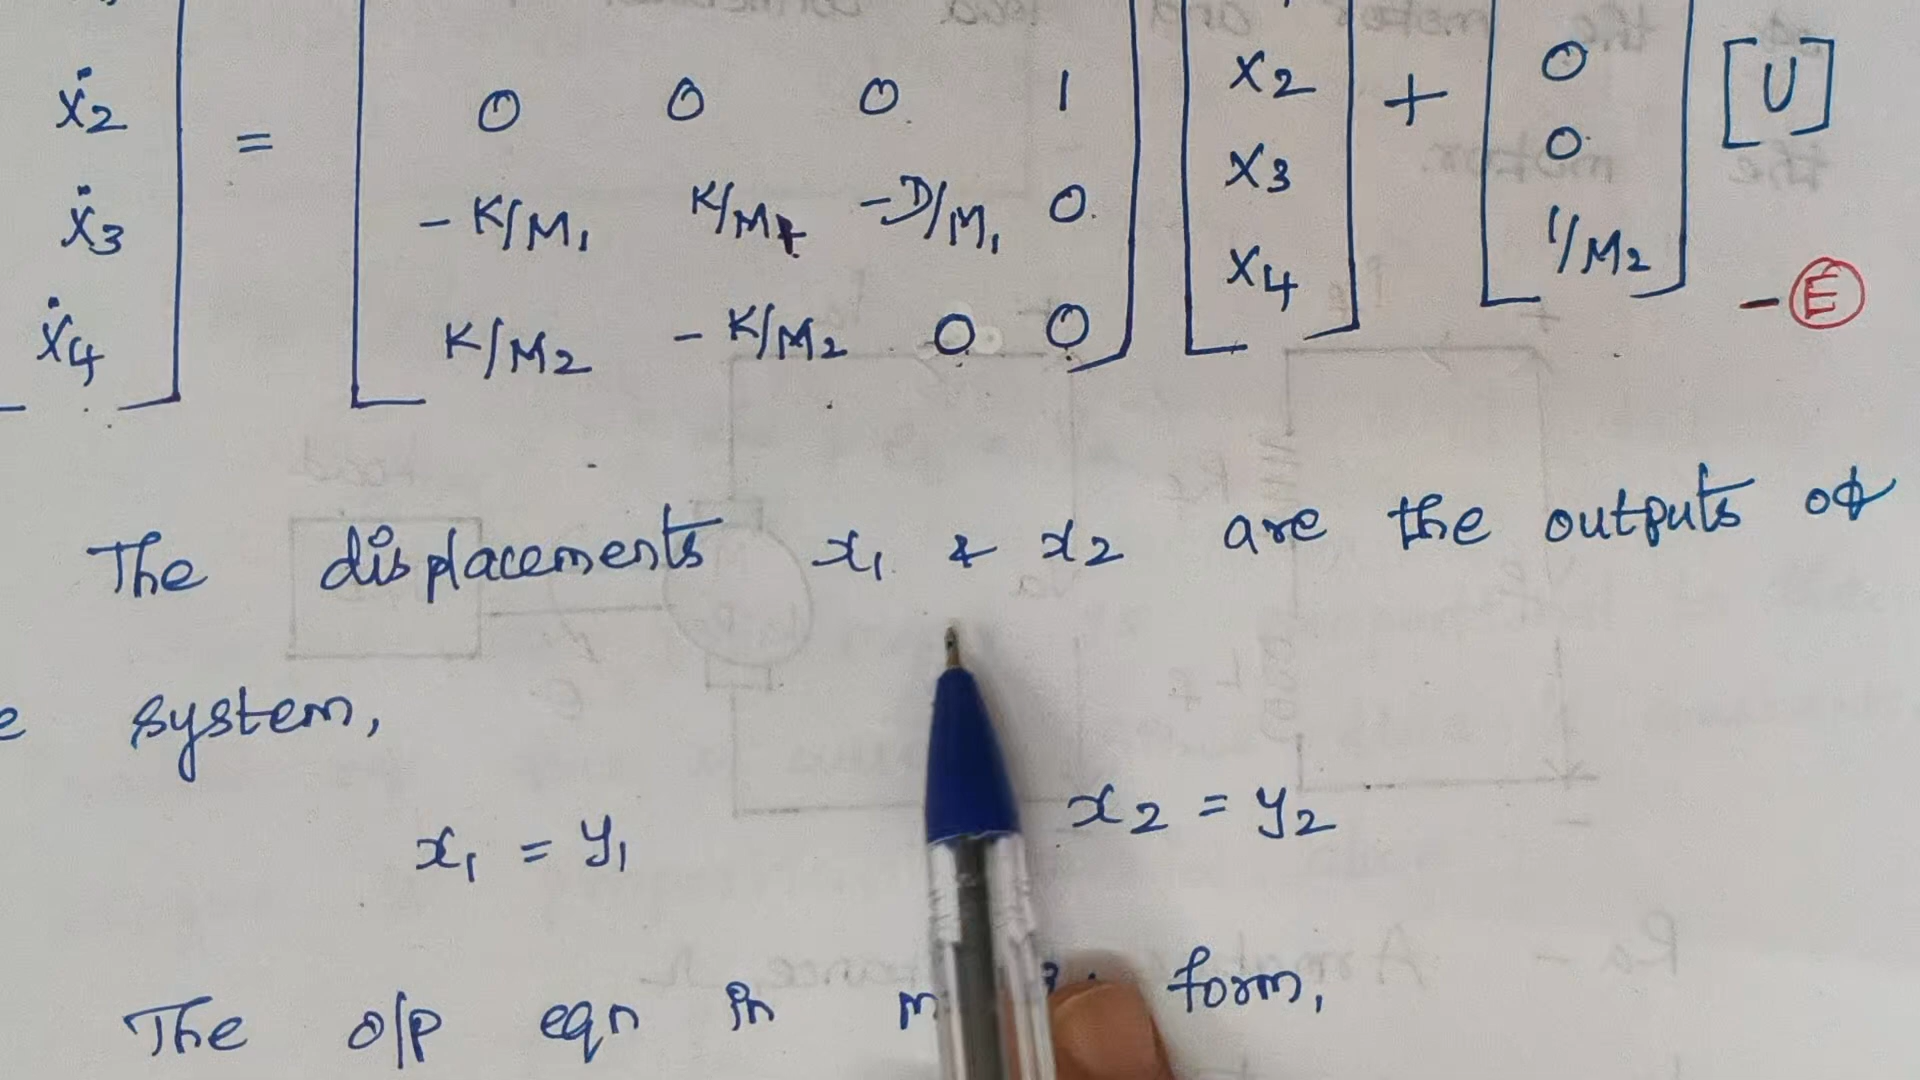 ẋ2 = 0 0 0 1 x2 + 0 [U]
ẋ3 -K/M1 K/M1 -D/M1 0 x3 0
ẋ4 K/M2 -K/M2 0 0 x4 1/M2 -E
The displacements x1 & x2 are the outputs of
system,
x1 = y1 x2 = y2
The o/p eqn in form,